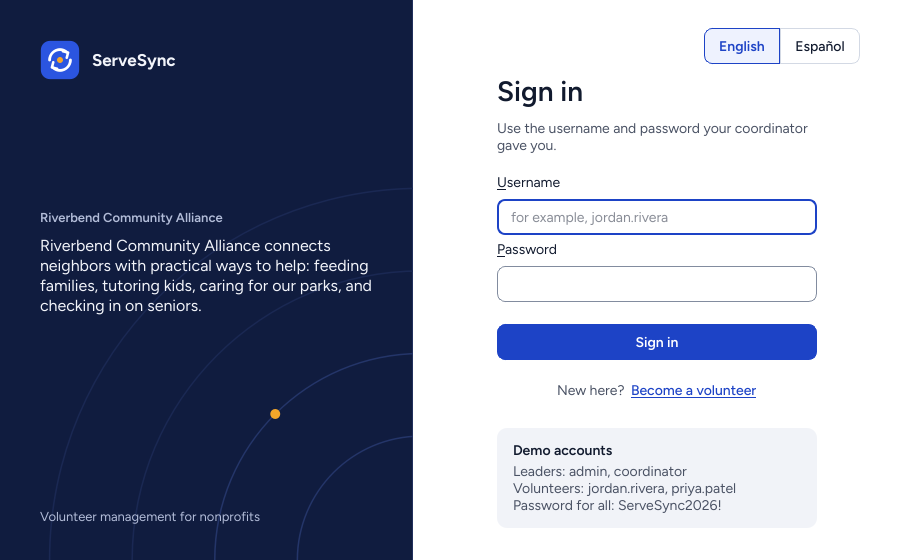 ServeSync
Riverbend Community Alliance
Riverbend Community Alliance connects
neighbors with practical ways to help: feeding
families, tutoring kids, caring for our parks, and
checking in on seniors.
Volunteer management for nonprofits
English
Español
Sign in
Use the username and password your coordinator
gave you.
Username
for example, jordan.rivera
Password
Sign in
New here? Become a volunteer
Demo accounts
Leaders: admin, coordinator
Volunteers: jordan.rivera, priya.patel
Password for all: ServeSync2026!